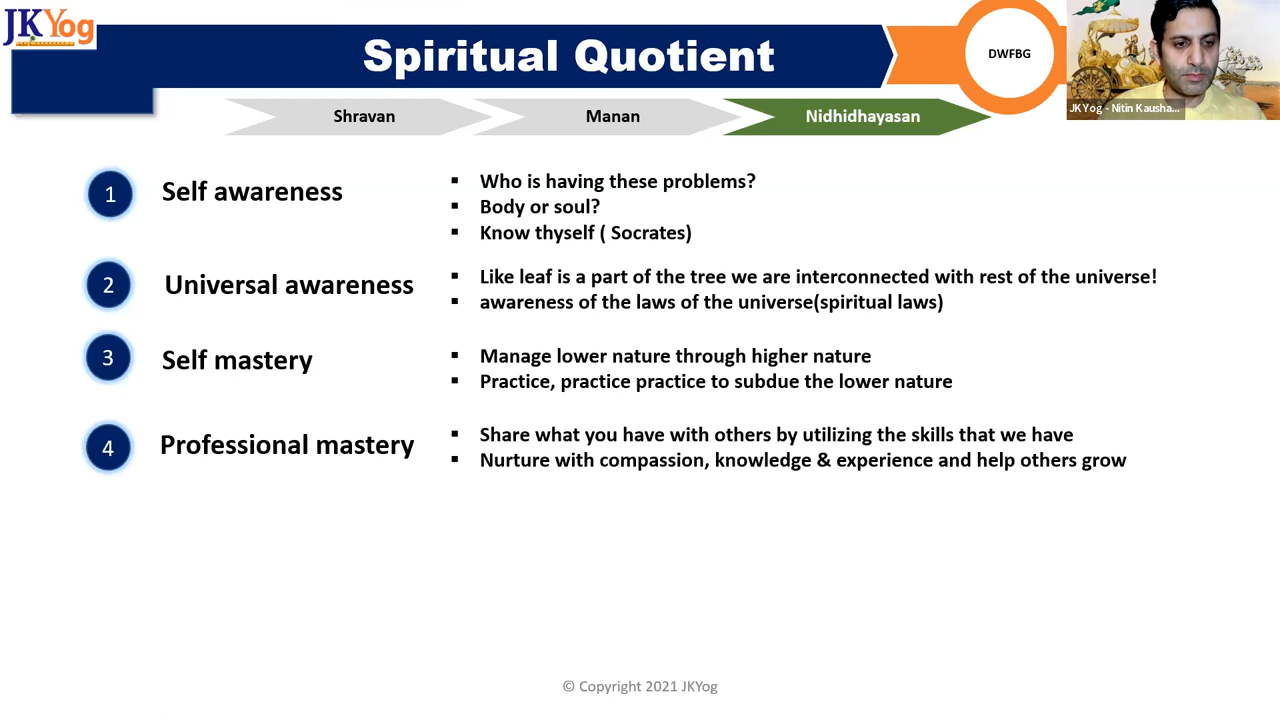 JKYog
Spiritual Quotient
DWFBG
JKYog - Nitin Kausha...
Shravan
Manan
Nidhidhayasan
1
Self awareness
▪ Who is having these problems?
▪ Body or soul?
▪ Know thyself ( Socrates)
2
Universal awareness
▪ Like leaf is a part of the tree we are interconnected with rest of the universe!
▪ awareness of the laws of the universe(spiritual laws)
3
Self mastery
▪ Manage lower nature through higher nature
▪ Practice, practice practice to subdue the lower nature
4
Professional mastery
▪ Share what you have with others by utilizing the skills that we have
▪ Nurture with compassion, knowledge & experience and help others grow
© Copyright 2021 JKYog